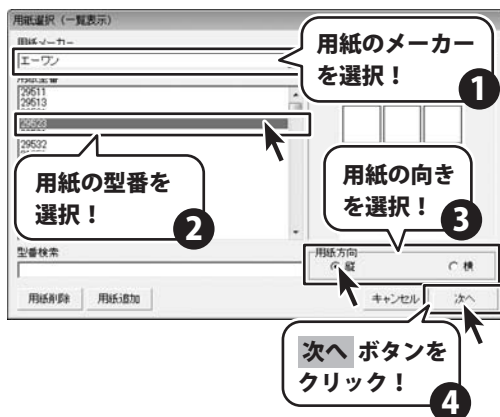 用紙選択（一覧表示）
用紙メーカー
エーワン
用紙のメーカー
を選択！
1
用紙型番
29511
29513
29532
用紙の型番を
選択！
2
用紙の向き
を選択！
3
型番検索
用紙方向
縦
横
用紙削除
用紙追加
キャンセル
次へ
次へ ボタンを
クリック！
4